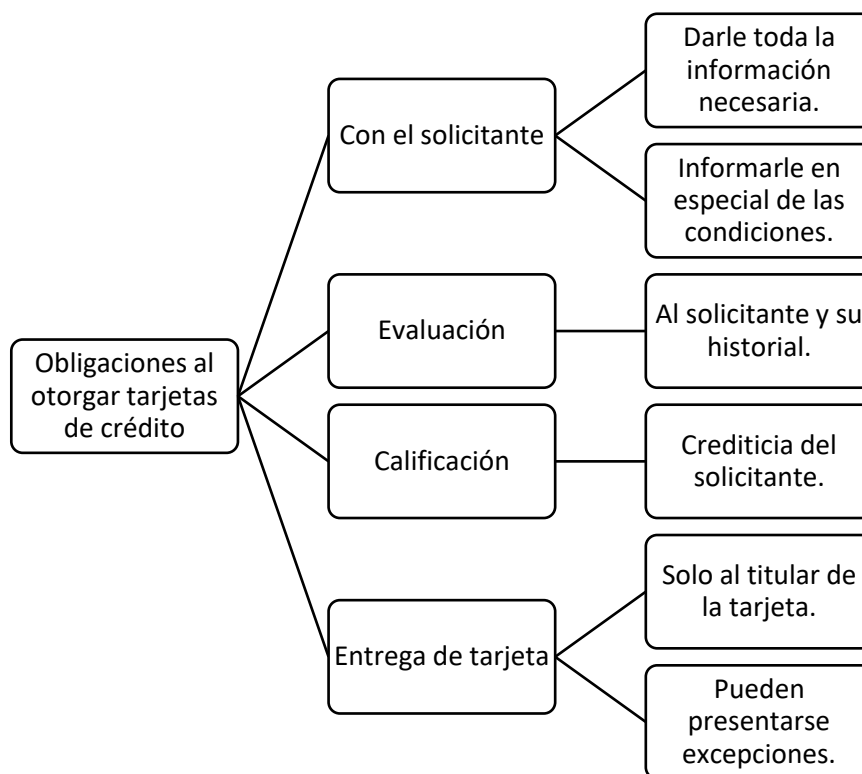 Obligaciones al
otorgar tarjetas
de crédito
Con el solicitante
Darle toda la
información
necesaria.
Informarle en
especial de las
condiciones.
Evaluación
Al solicitante y su
historial.
Calificación
Crediticia del
solicitante.
Entrega de tarjeta
Solo al titular de
la tarjeta.
Pueden
presentarse
excepciones.